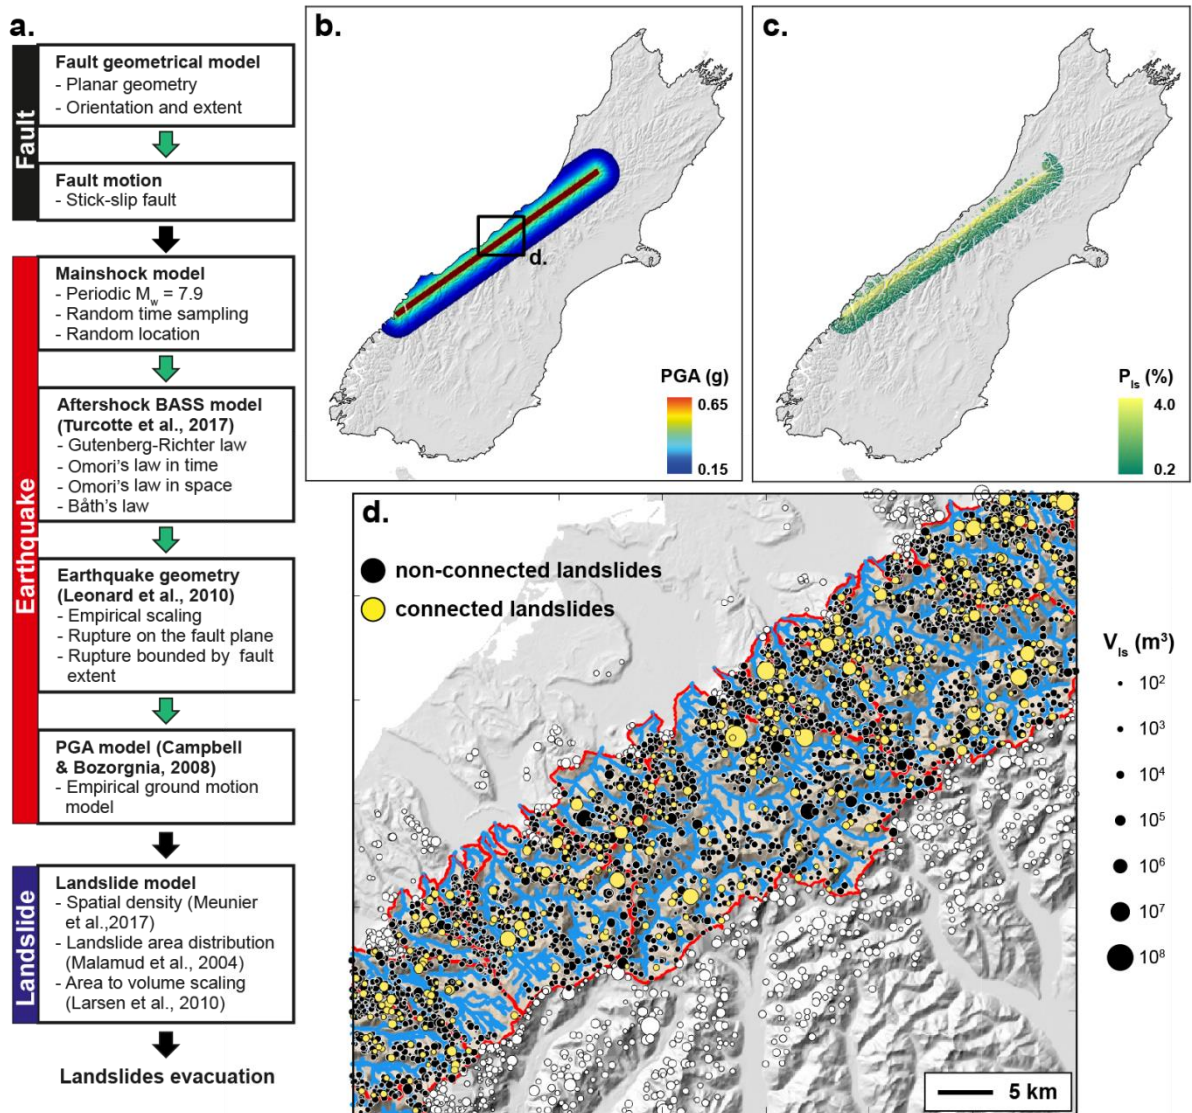 a.
Fault
Fault geometrical model
- Planar geometry
- Orientation and extent
Fault motion
- Stick-slip fault
Earthquake
Mainshock model
- Periodic Mw = 7.9
- Random time sampling
- Random location
Aftershock BASS model
(Turcotte et al., 2017)
- Gutenberg-Richter law
- Omori's law in time
- Omori's law in space
- Båth's law
Earthquake geometry
(Leonard et al., 2010)
- Empirical scaling
- Rupture on the fault plane
- Rupture bounded by fault
extent
PGA model (Campbell
& Bozorgnia, 2008)
- Empirical ground motion
model
Landslide
Landslide model
- Spatial density (Meunier
et al.,2017)
- Landslide area distribution
(Malamud et al., 2004)
- Area to volume scaling
(Larsen et al., 2010)
Landslides evacuation
b.
d.
PGA (g)
0.65
0.15
c.
Pls (%)
4.0
0.2
d.
non-connected landslides
connected landslides
5 km
Vls (m³)
10²
10³
10⁴
10⁵
10⁶
10⁷
10⁸